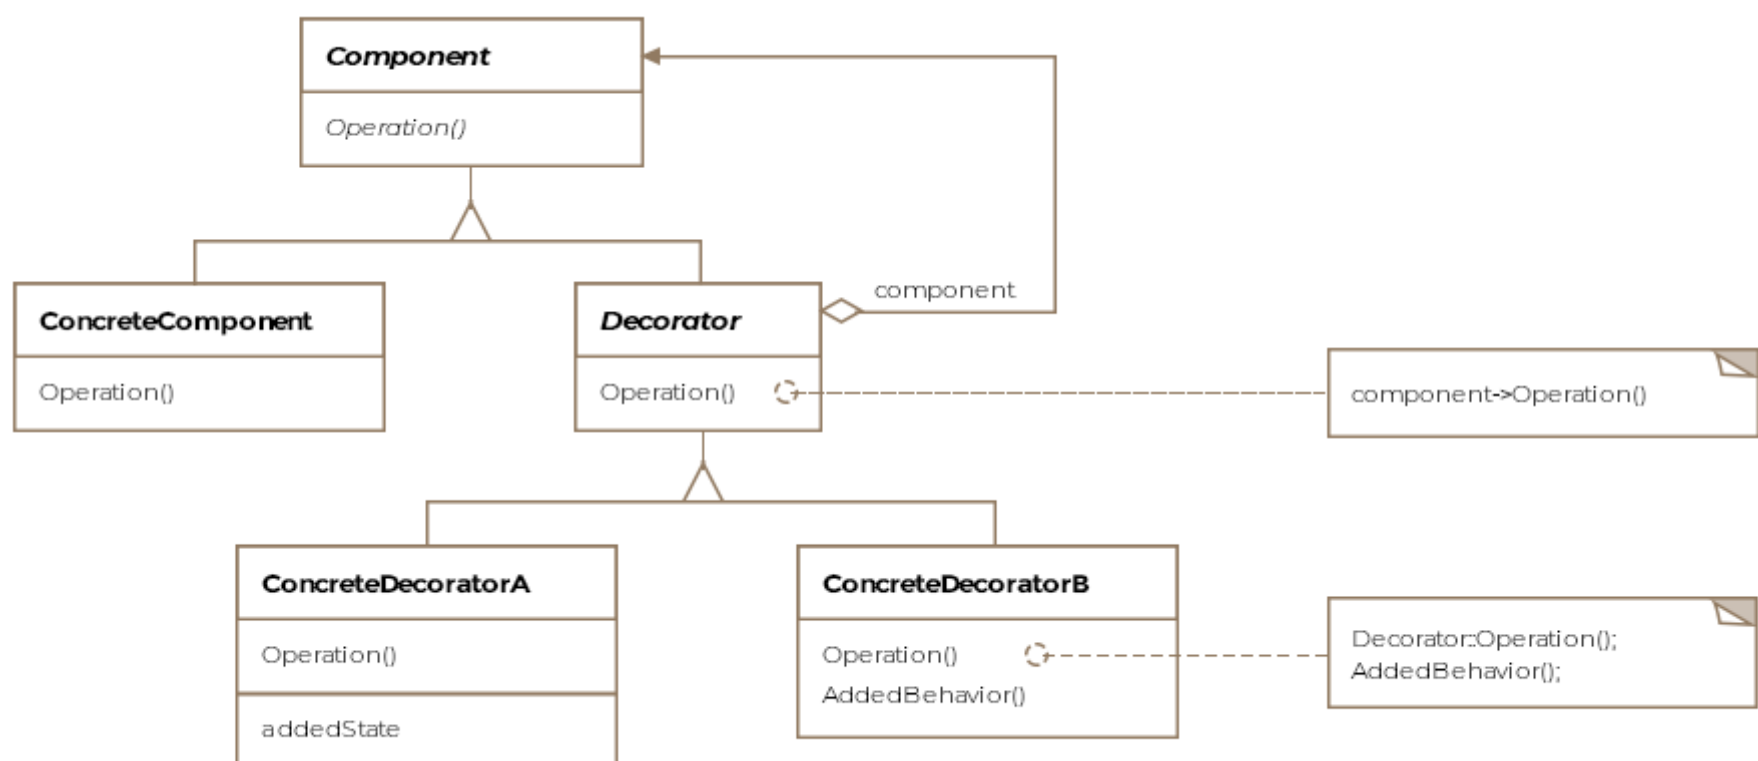 Component
Operation()
component
ConcreteComponent
Operation()
Decorator
Operation()
component->Operation()
ConcreteDecoratorA
Operation()
addedState
ConcreteDecoratorB
Operation()
AddedBehavior()
Decorator::Operation();
AddedBehavior();